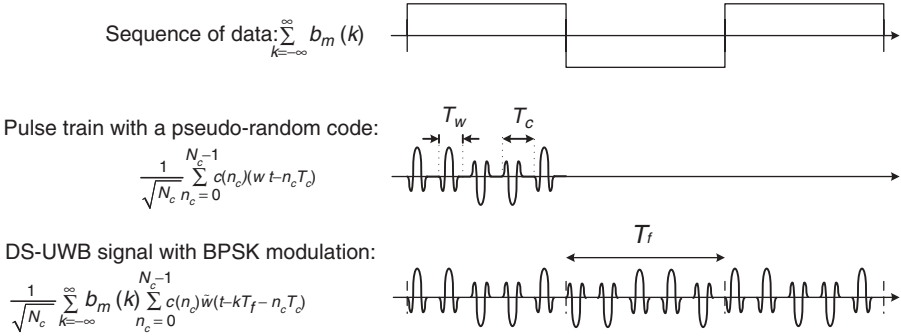 Sequence of data: ∑_{k=−∞}^{∞} b_m (k)
Pulse train with a pseudo-random code:
T_w T_c
1/√N_c ∑_{n_c=0}^{N_c−1} c(n_c)(w t−n_cT_c)
DS-UWB signal with BPSK modulation:
T_f
1/√N_c ∑_{k=−∞}^{∞} b_m (k) ∑_{n_c=0}^{N_c−1} c(n_c)w̃(t−kT_f−n_cT_c)